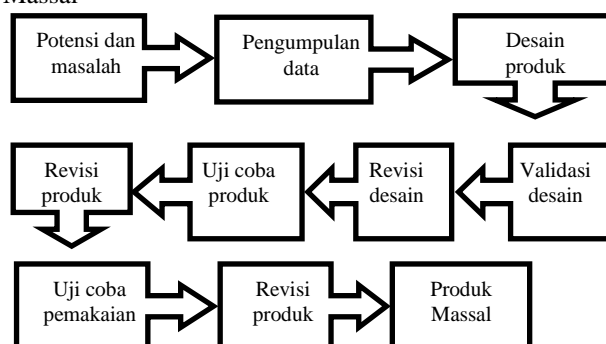 Massal
Potensi dan
masalah
Pengumpulan
data
Desain
produk
Revisi
produk
Uji coba
produk
Revisi
desain
Validasi
desain
Uji coba
pemakaian
Revisi
produk
Produk
Massal